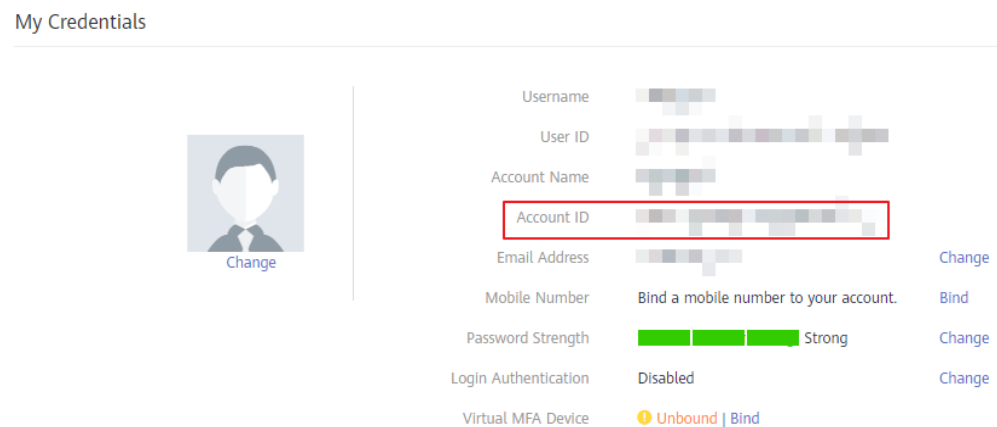 My Credentials
Username
User ID
Account Name
Account ID
Email Address Change
Mobile Number Bind a mobile number to your account. Bind
Password Strength Strong Change
Login Authentication Disabled Change
Virtual MFA Device Unbound | Bind
Change